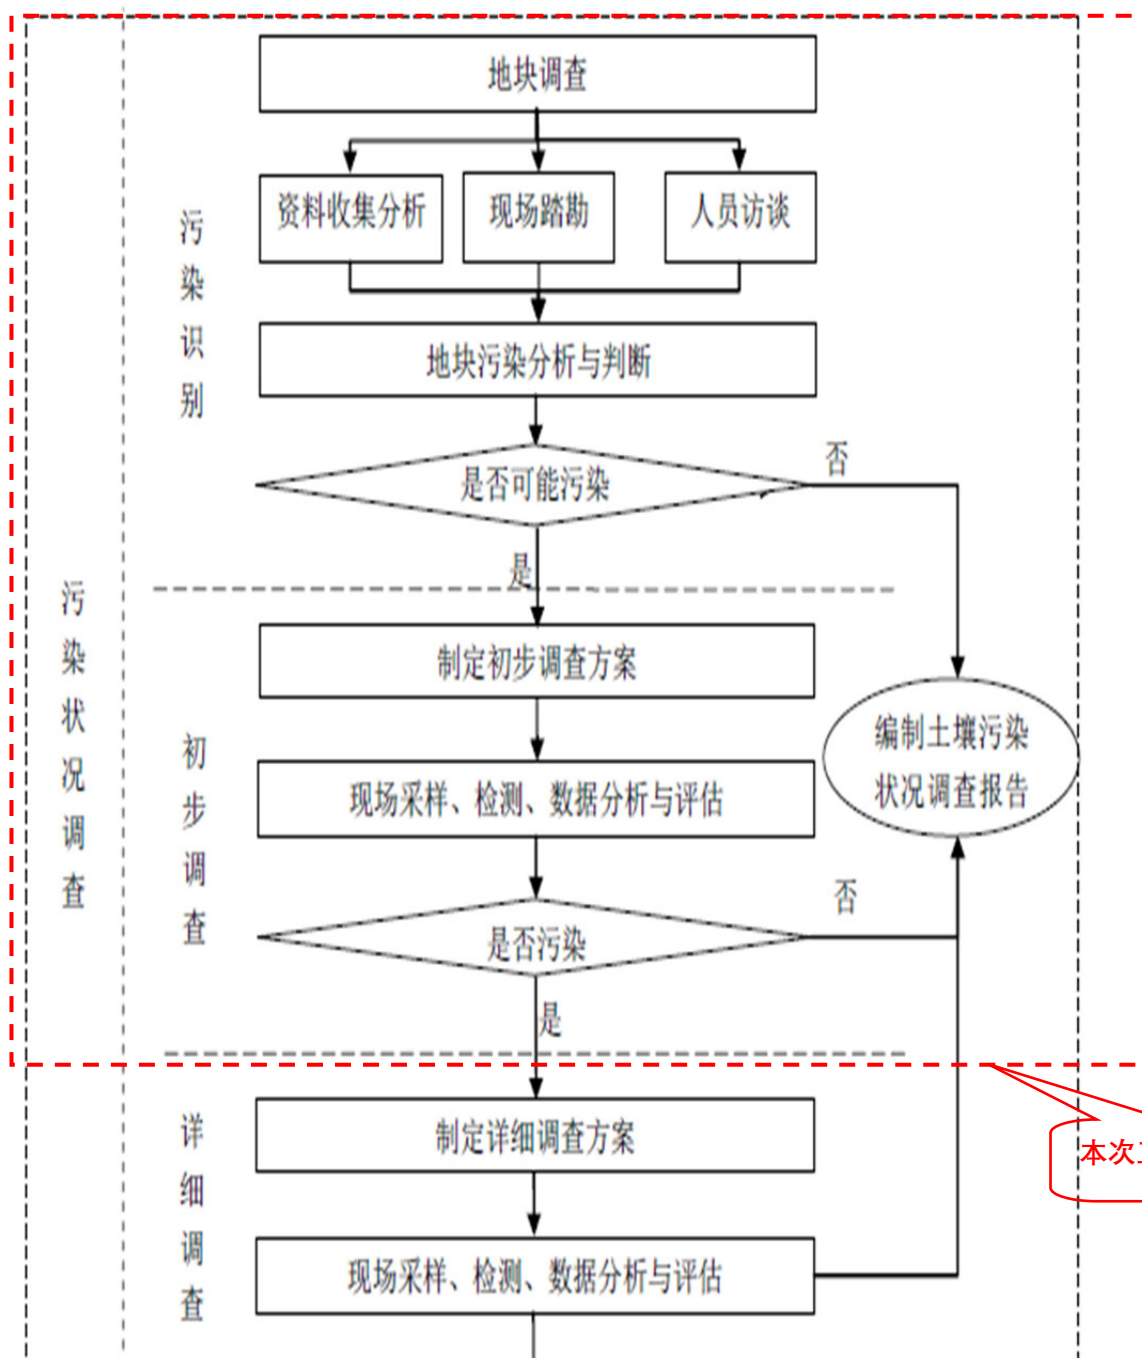 地块调查
资料收集分析
现场踏勘
人员访谈
污染识别
地块污染分析与判断
是否可能污染
否
是
污染状况调查
制定初步调查方案
编制土壤污染
状况调查报告
初步调查
现场采样、检测、数据分析与评估
否
是否污染
是
详细调查
制定详细调查方案
本次
现场采样、检测、数据分析与评估